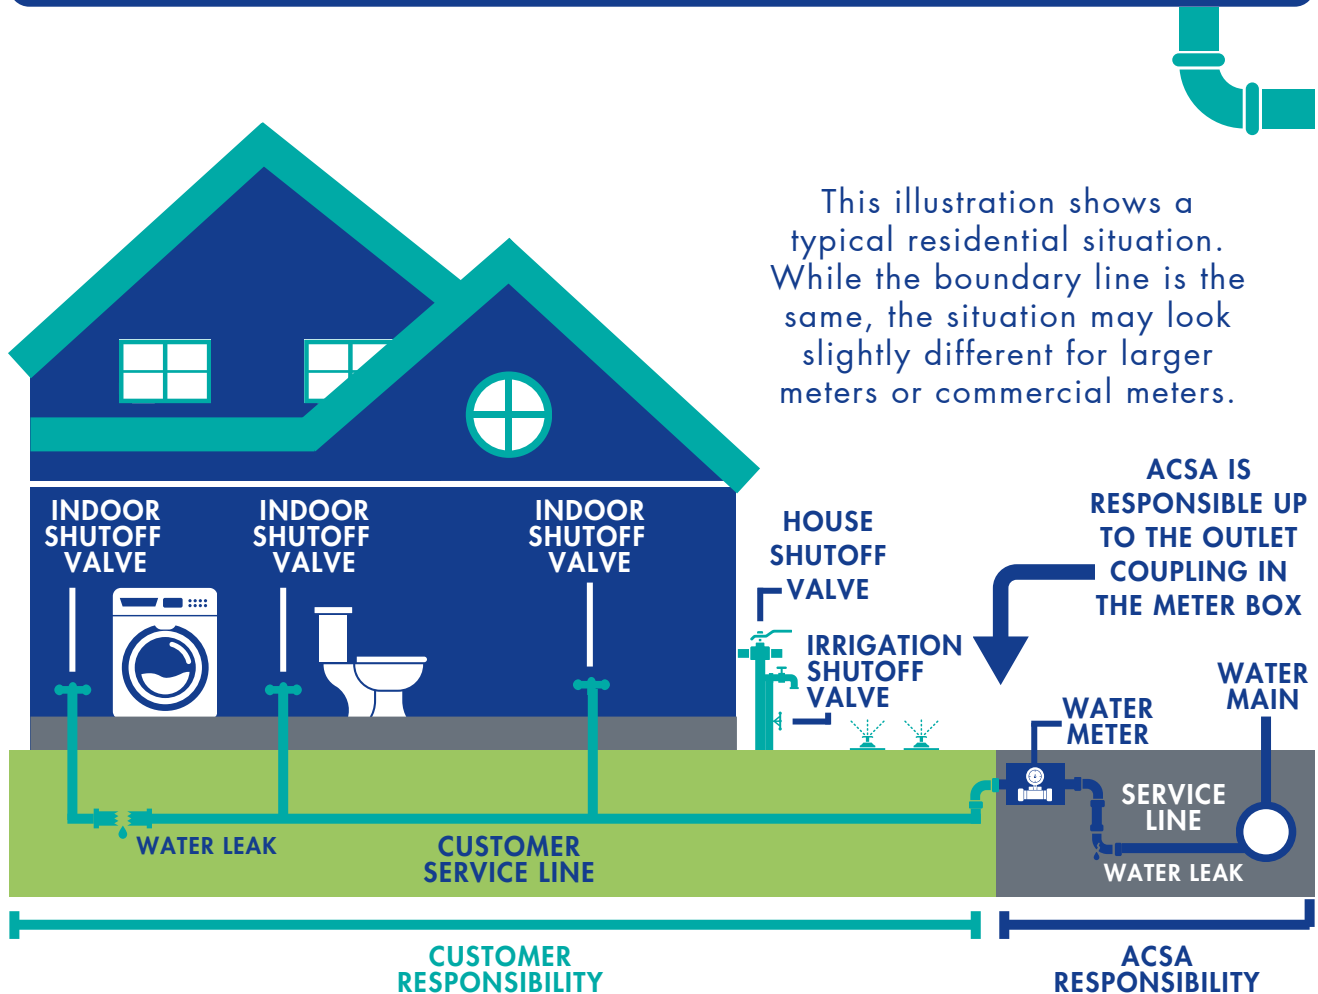 This illustration shows a
typical residential situation.
While the boundary line is the
same, the situation may look
slightly different for larger
meters or commercial meters.
ACSA IS
RESPONSIBLE UP
TO THE OUTLET
COUPLING IN
THE METER BOX
INDOOR
SHUTOFF
VALVE
INDOOR
SHUTOFF
VALVE
INDOOR
SHUTOFF
VALVE
HOUSE
SHUTOFF
VALVE
IRRIGATION
SHUTOFF
VALVE
WATER
METER
WATER
MAIN
SERVICE
LINE
WATER LEAK
CUSTOMER
SERVICE LINE
WATER LEAK
CUSTOMER
RESPONSIBILITY
ACSA
RESPONSIBILITY